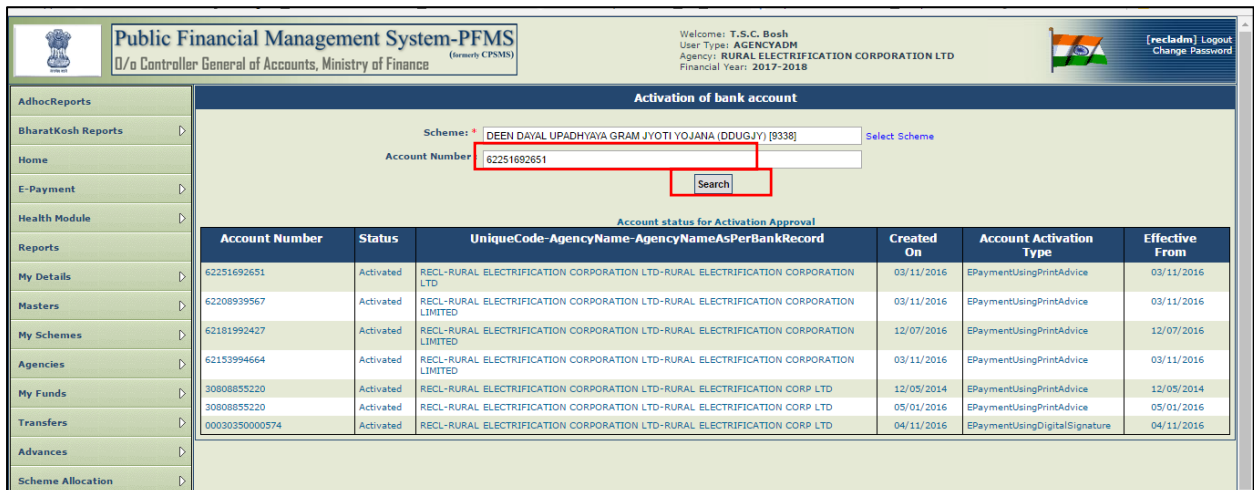 Public Financial Management System-PFMS
(formerly CPSMS)
O/o Controller General of Accounts, Ministry of Finance
Welcome: T.S.C. Bosh
User Type: AGENCYADM
Agency: RURAL ELECTRIFICATION CORPORATION LTD
Financial Year: 2017-2018
[recladm] Logout
Change Password
AdhocReports
BharatKosh Reports
Home
E-Payment
Health Module
Reports
My Details
Masters
My Schemes
Agencies
My Funds
Transfers
Advances
Scheme Allocation
Activation of bank account
Scheme: * DEEN DAYAL UPADHYAYA GRAM JYOTI YOJANA (DDUGJY) [9338] Select Scheme
Account Number: 62251692651
Search
Account status for Activation Approval
Account Number Status UniqueCode-AgencyName-AgencyNameAsPerBankRecord Created On Account Activation Type Effective From
62251692651 Activated RECL-RURAL ELECTRIFICATION CORPORATION LTD-RURAL ELECTRIFICATION CORPORATION LTD 03/11/2016 EPaymentUsingPrintAdvice 03/11/2016
62208939567 Activated RECL-RURAL ELECTRIFICATION CORPORATION LTD-RURAL ELECTRIFICATION CORPORATION LIMITED 03/11/2016 EPaymentUsingPrintAdvice 03/11/2016
62181992427 Activated RECL-RURAL ELECTRIFICATION CORPORATION LTD-RURAL ELECTRIFICATION CORPORATION LIMITED 12/07/2016 EPaymentUsingPrintAdvice 12/07/2016
62153994664 Activated RECL-RURAL ELECTRIFICATION CORPORATION LTD-RURAL ELECTRIFICATION CORPORATION LIMITED 03/11/2016 EPaymentUsingPrintAdvice 03/11/2016
30808855220 Activated RECL-RURAL ELECTRIFICATION CORPORATION LTD-RURAL ELECTRIFICATION CORP LTD 12/05/2014 EPaymentUsingPrintAdvice 12/05/2014
30808855220 Activated RECL-RURAL ELECTRIFICATION CORPORATION LTD-RURAL ELECTRIFICATION CORP LTD 05/01/2016 EPaymentUsingPrintAdvice 05/01/2016
00030350000574 Activated RECL-RURAL ELECTRIFICATION CORPORATION LTD-RURAL ELECTRIFICATION CORP LTD 04/11/2016 EPaymentUsingDigitalSignature 04/11/2016